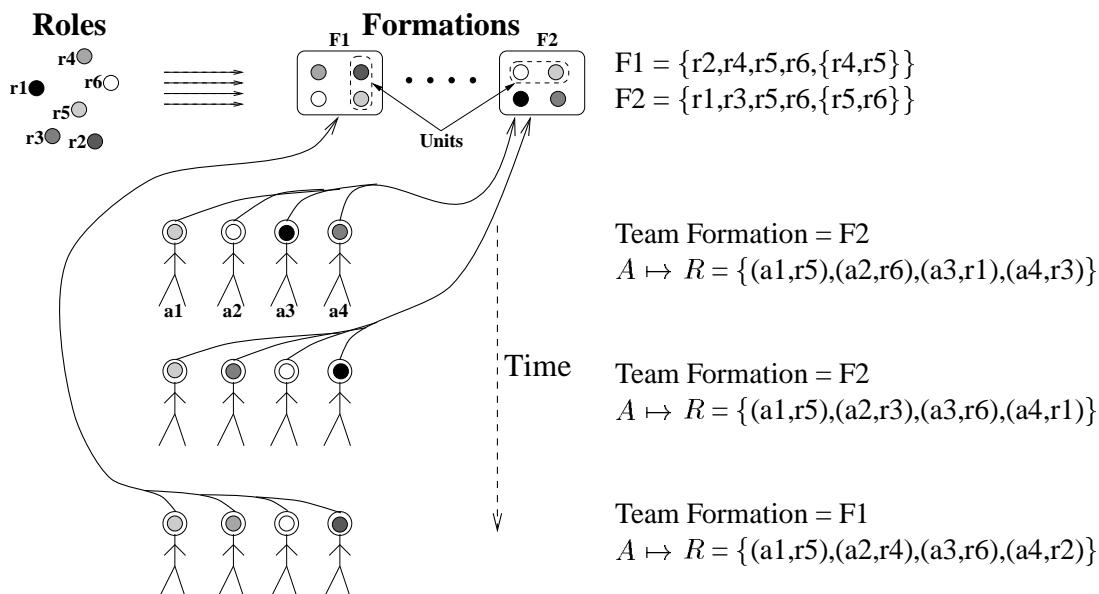 Roles
Formations
r4
r1
r6
r5
r3
r2
F1
F2
Units
F1 = {r2,r4,r5,r6,{r4,r5}}
F2 = {r1,r3,r5,r6,{r5,r6}}
a1 a2 a3 a4
Time
Team Formation = F2
A ↦ R = {(a1,r5),(a2,r6),(a3,r1),(a4,r3)}
Team Formation = F2
A ↦ R = {(a1,r5),(a2,r3),(a3,r6),(a4,r1)}
Team Formation = F1
A ↦ R = {(a1,r5),(a2,r4),(a3,r6),(a4,r2)}